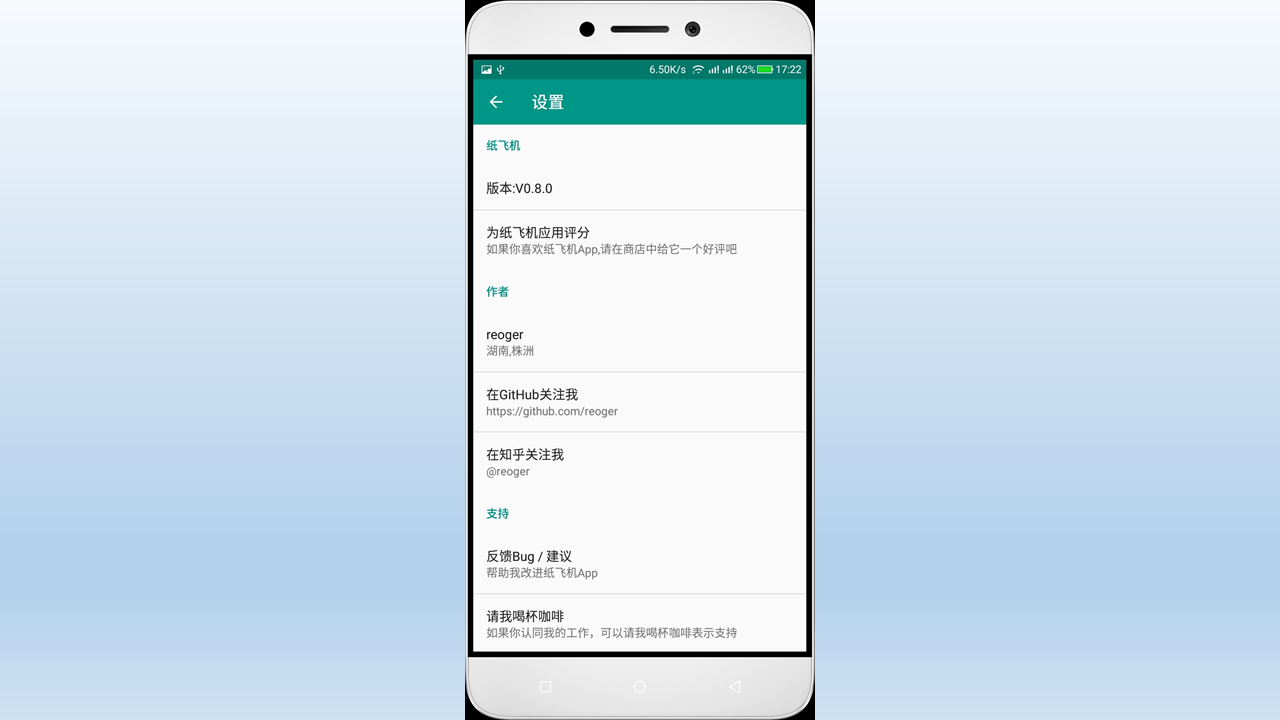 6.50K/s 62% 17:22
设置
纸飞机
版本:V0.8.0
为纸飞机应用评分
如果你喜欢纸飞机App,请在商店中给它一个好评吧
作者
reoger
湖南,株洲
在GitHub关注我
https://github.com/reoger
在知乎关注我
@reoger
支持
反馈Bug / 建议
帮助我改进纸飞机App
请我喝杯咖啡
如果你认同我的工作，可以请我喝杯咖啡表示支持